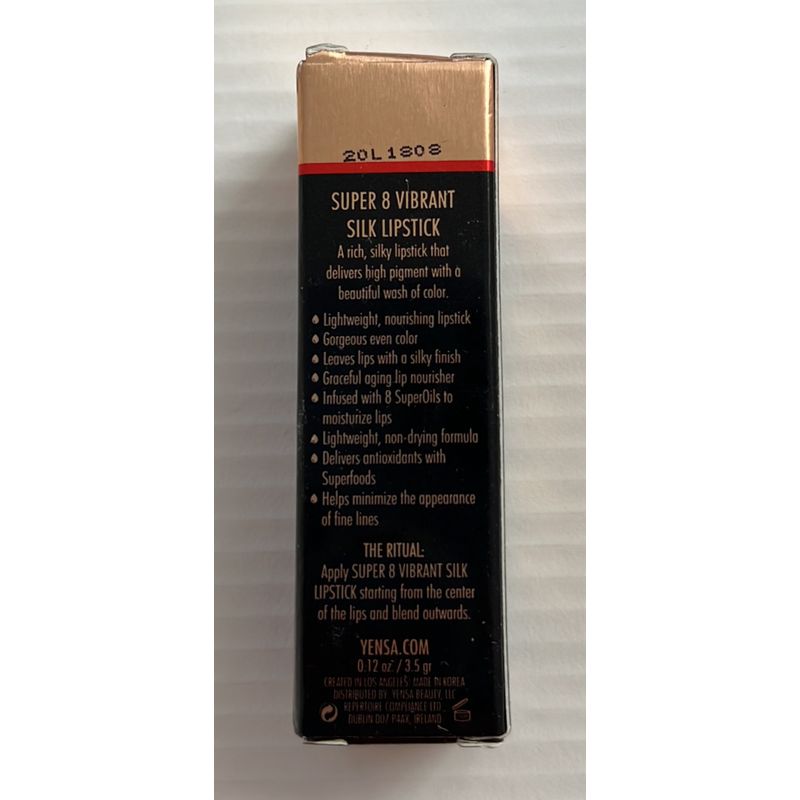 20L1808
SUPER 8 VIBRANT
SILK LIPSTICK
A rich, silky lipstick that
delivers high pigment with a
beautiful wash of color.
Lightweight, nourishing lipstick
Gorgeous even color
Leaves lips with a silky finish
Graceful aging lip nourisher
Infused with 8 SuperOils to
moisturize lips
Lightweight, non-drying formula
Delivers antioxidants with
Superfoods
Helps minimize the appearance
of fine lines
THE RITUAL:
Apply SUPER 8 VIBRANT SILK
LIPSTICK starting from the center
of the lips and blend outwards.
YENSA.COM
0.12 oz / 3.5 gr
CREATED IN LOS ANGELES. MADE IN KOREA
DISTRIBUTED BY: YENSA BEAUTY, LLC
REPERTOIRE COMPLIANCE LTD
DUBLIN D07 P4AX, IRELAND